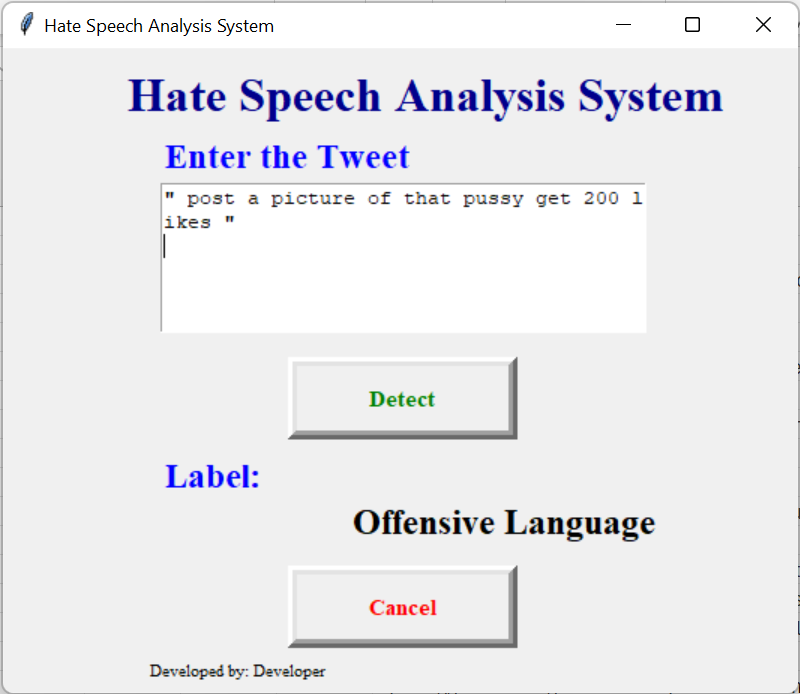 Hate Speech Analysis System
Hate Speech Analysis System
Enter the Tweet
" post a picture of that pussy get 200 l
ikes "
Detect
Label:
Offensive Language
Cancel
Developed by: Developer